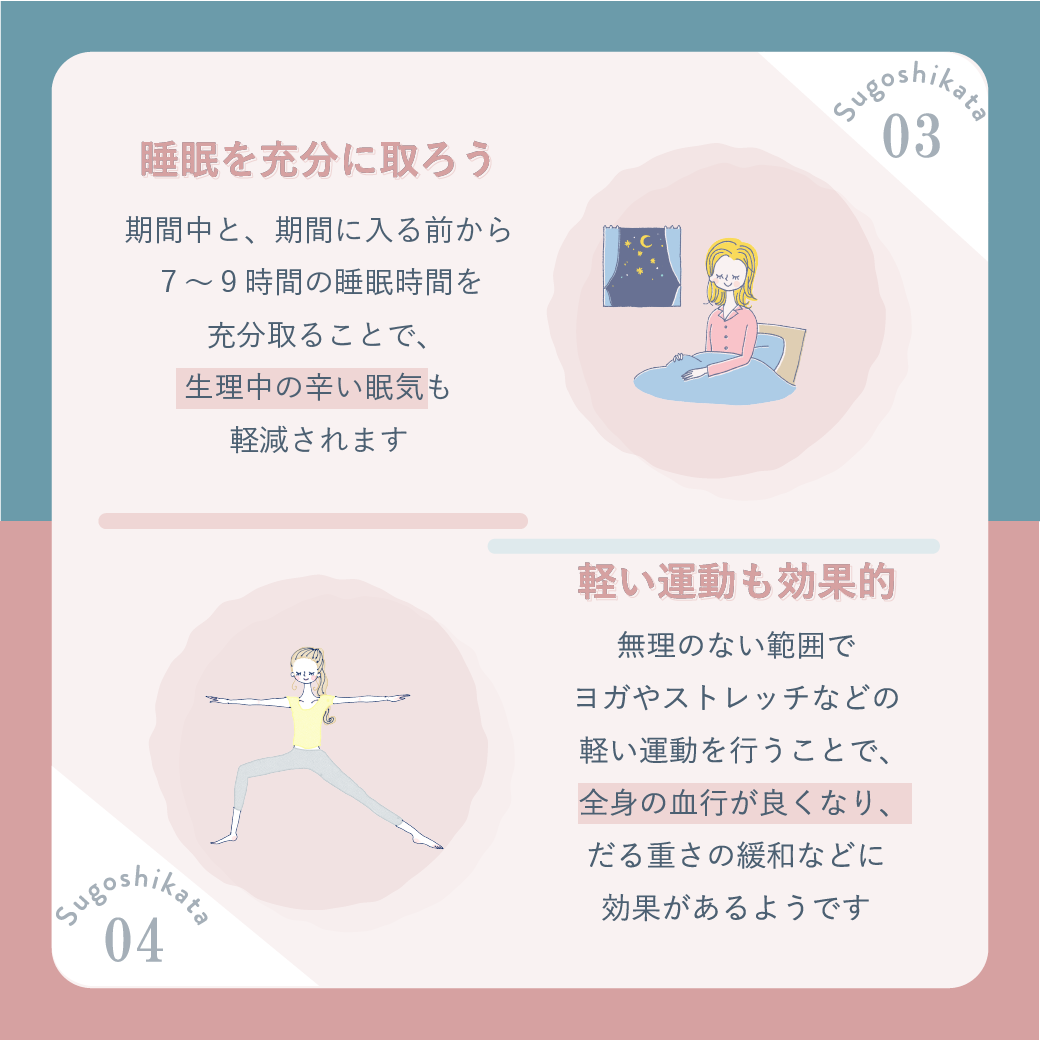 Sugoshikata
03
睡眠を充分に取ろう
期間中と、期間に入る前から
7〜9時間の睡眠時間を
充分取ることで、
生理中の辛い眠気も
軽減されます
軽い運動も効果的
無理のない範囲で
ヨガやストレッチなどの
軽い運動を行うことで、
全身の血行が良くなり、
だる重さの緩和などに
効果があるようです
Sugoshikata
04